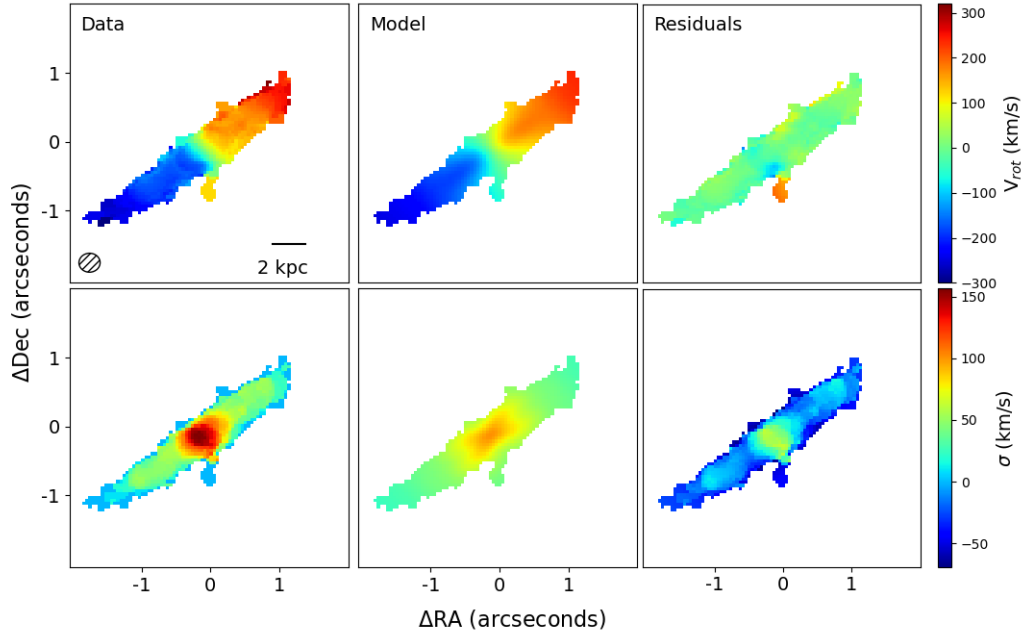 Data
Model
Residuals
1
0
-1
2 kpc
300
200
100
0
−100
−200
−300
V_rot (km/s)
ΔDec (arcseconds)
1
0
-1
150
100
50
0
−50
σ (km/s)
-1 0 1
-1 0 1
-1 0 1
ΔRA (arcseconds)